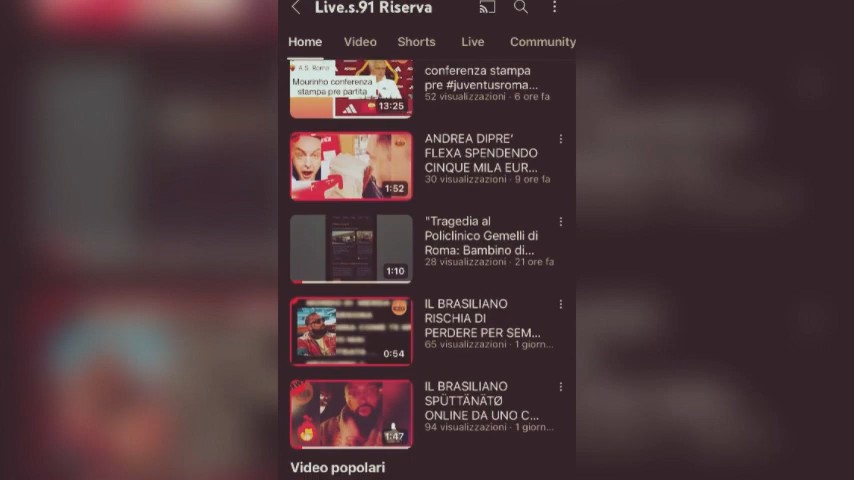 Live.s.91 Riserva
Home Video Shorts Live Community
A.S. Roma
Mourinho conferenza
stampa pre partita
13:25
conferenza stampa
pre #juventusroma...
52 visualizzazioni · 6 ore fa
ANDREA DIPRE'
FLEXA SPENDENDO
CINQUE MILA EUR...
30 visualizzazioni · 9 ore fa
1:52
"Tragedia al
Policlinico Gemelli di
Roma: Bambino di...
28 visualizzazioni · 21 ore fa
1:10
IL BRASILIANO
RISCHIA DI
PERDERE PER SEM...
65 visualizzazioni · 1 giorn...
0:54
IL BRASILIANO
SPÜTTÄNÄTØ
ONLINE DA UNO C...
94 visualizzazioni · 1 giorn...
1:47
Video popolari